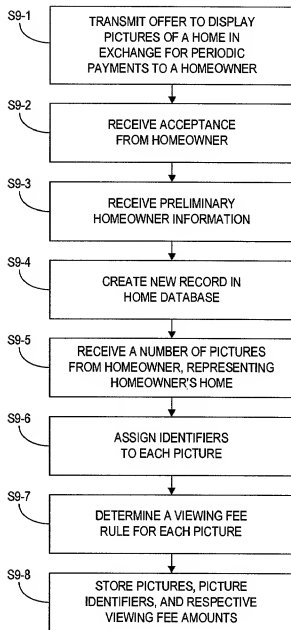 S9-1
TRANSMIT OFFER TO DISPLAY
PICTURES OF A HOME IN
EXCHANGE FOR PERIODIC
PAYMENTS TO A HOMEOWNER
S9-2
RECEIVE ACCEPTANCE
FROM HOMEOWNER
S9-3
RECEIVE PRELIMINARY
HOMEOWNER INFORMATION
S9-4
CREATE NEW RECORD IN
HOME DATABASE
S9-5
RECEIVE A NUMBER OF PICTURES
FROM HOMEOWNER, REPRESENTING
HOMEOWNER'S HOME
S9-6
ASSIGN IDENTIFIERS
TO EACH PICTURE
S9-7
DETERMINE A VIEWING FEE
RULE FOR EACH PICTURE
S9-8
STORE PICTURES, PICTURE
IDENTIFIERS, AND RESPECTIVE
VIEWING FEE AMOUNTS